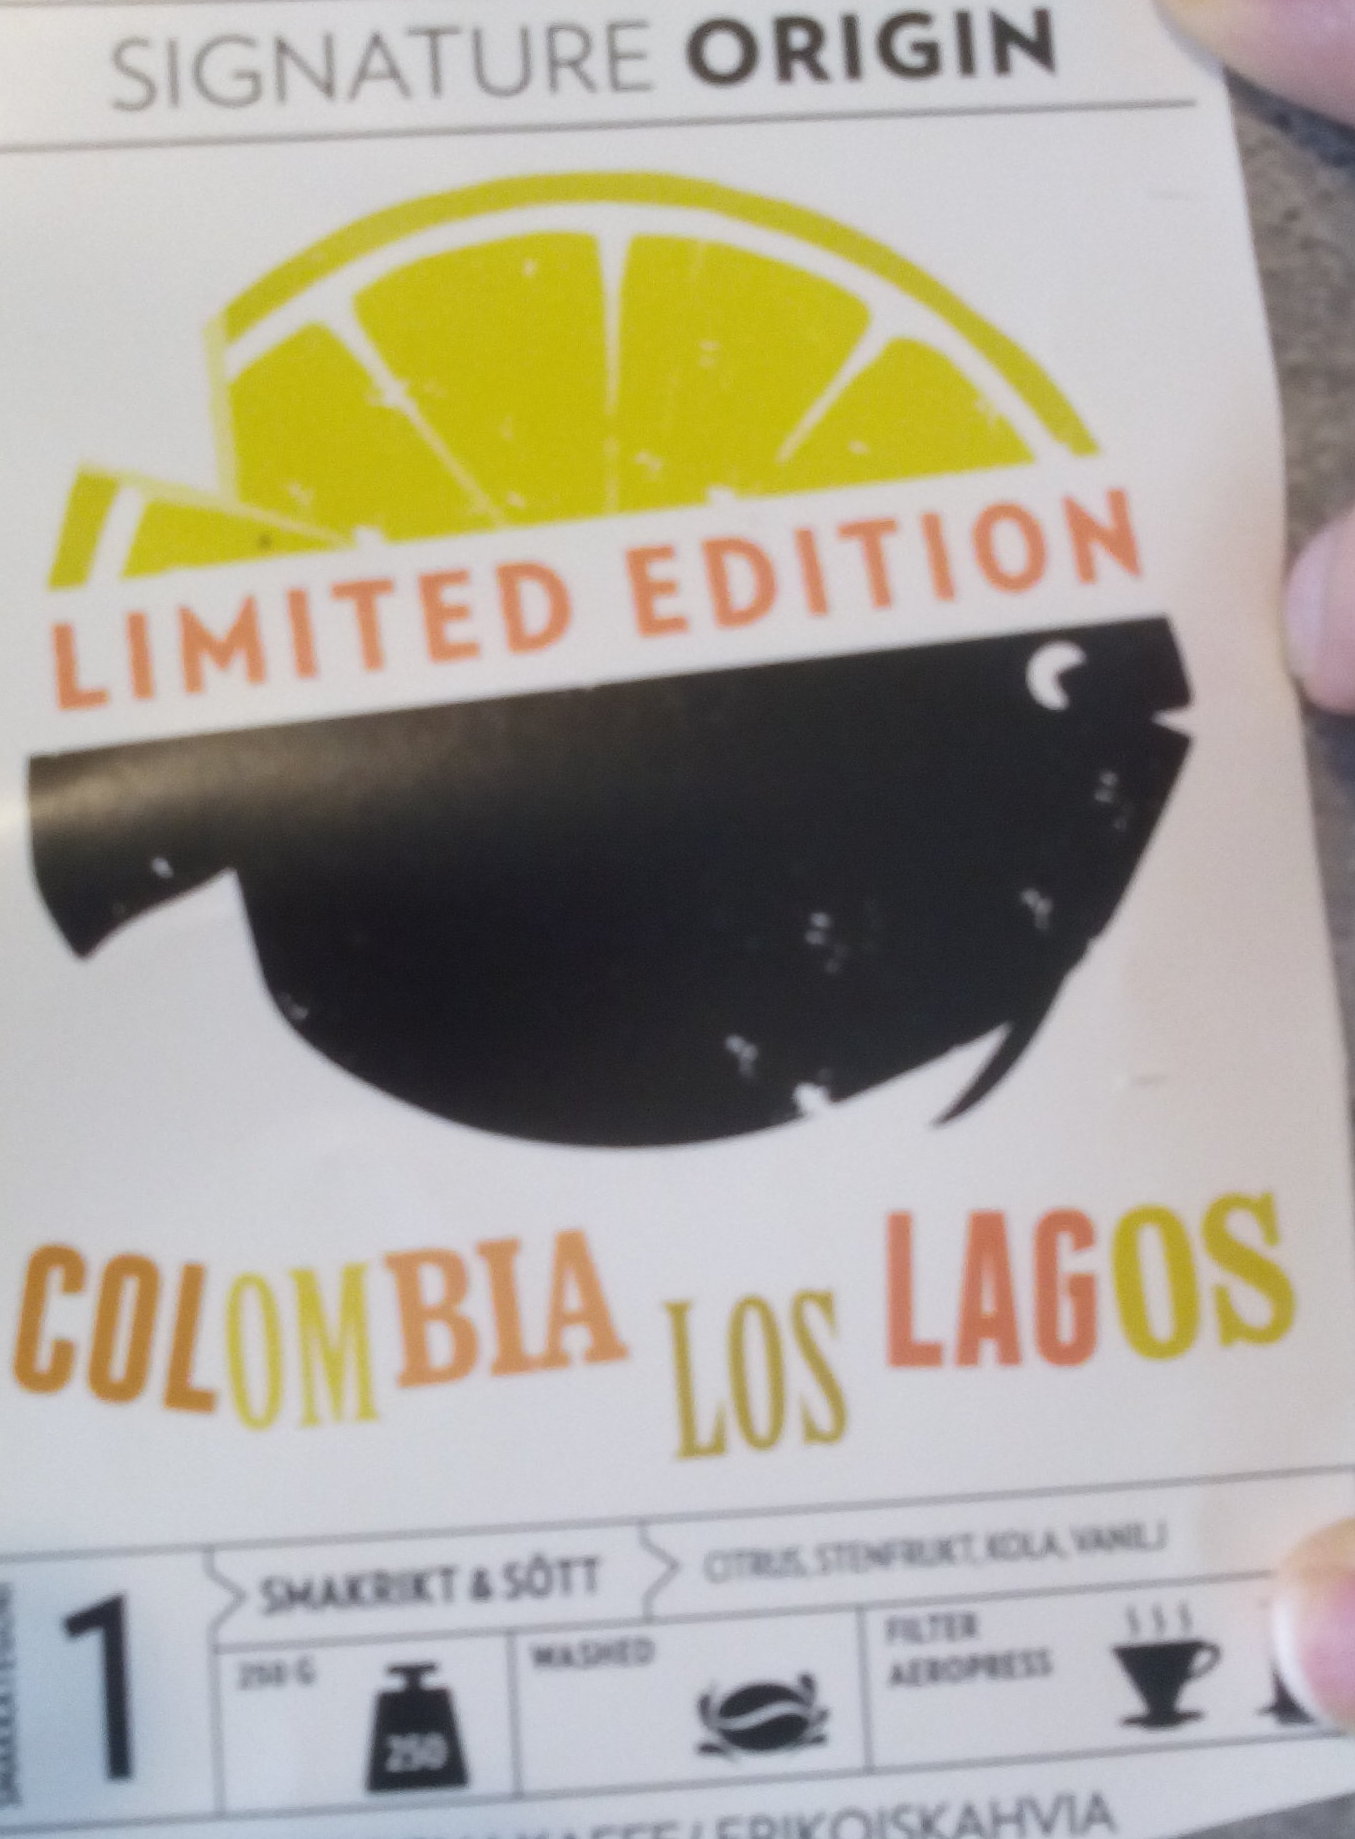 SIGNATURE ORIGIN
LIMITED EDITION
COLOMBIA LOS LAGOS
1
SMAKRIKT & SÖTT
CITRUS, STENFRUKT, KOLA, VANILJ
250 G
250
WASHED
FILTER
AEROPRESS
KAFFE / ERIKOISKAHVIA